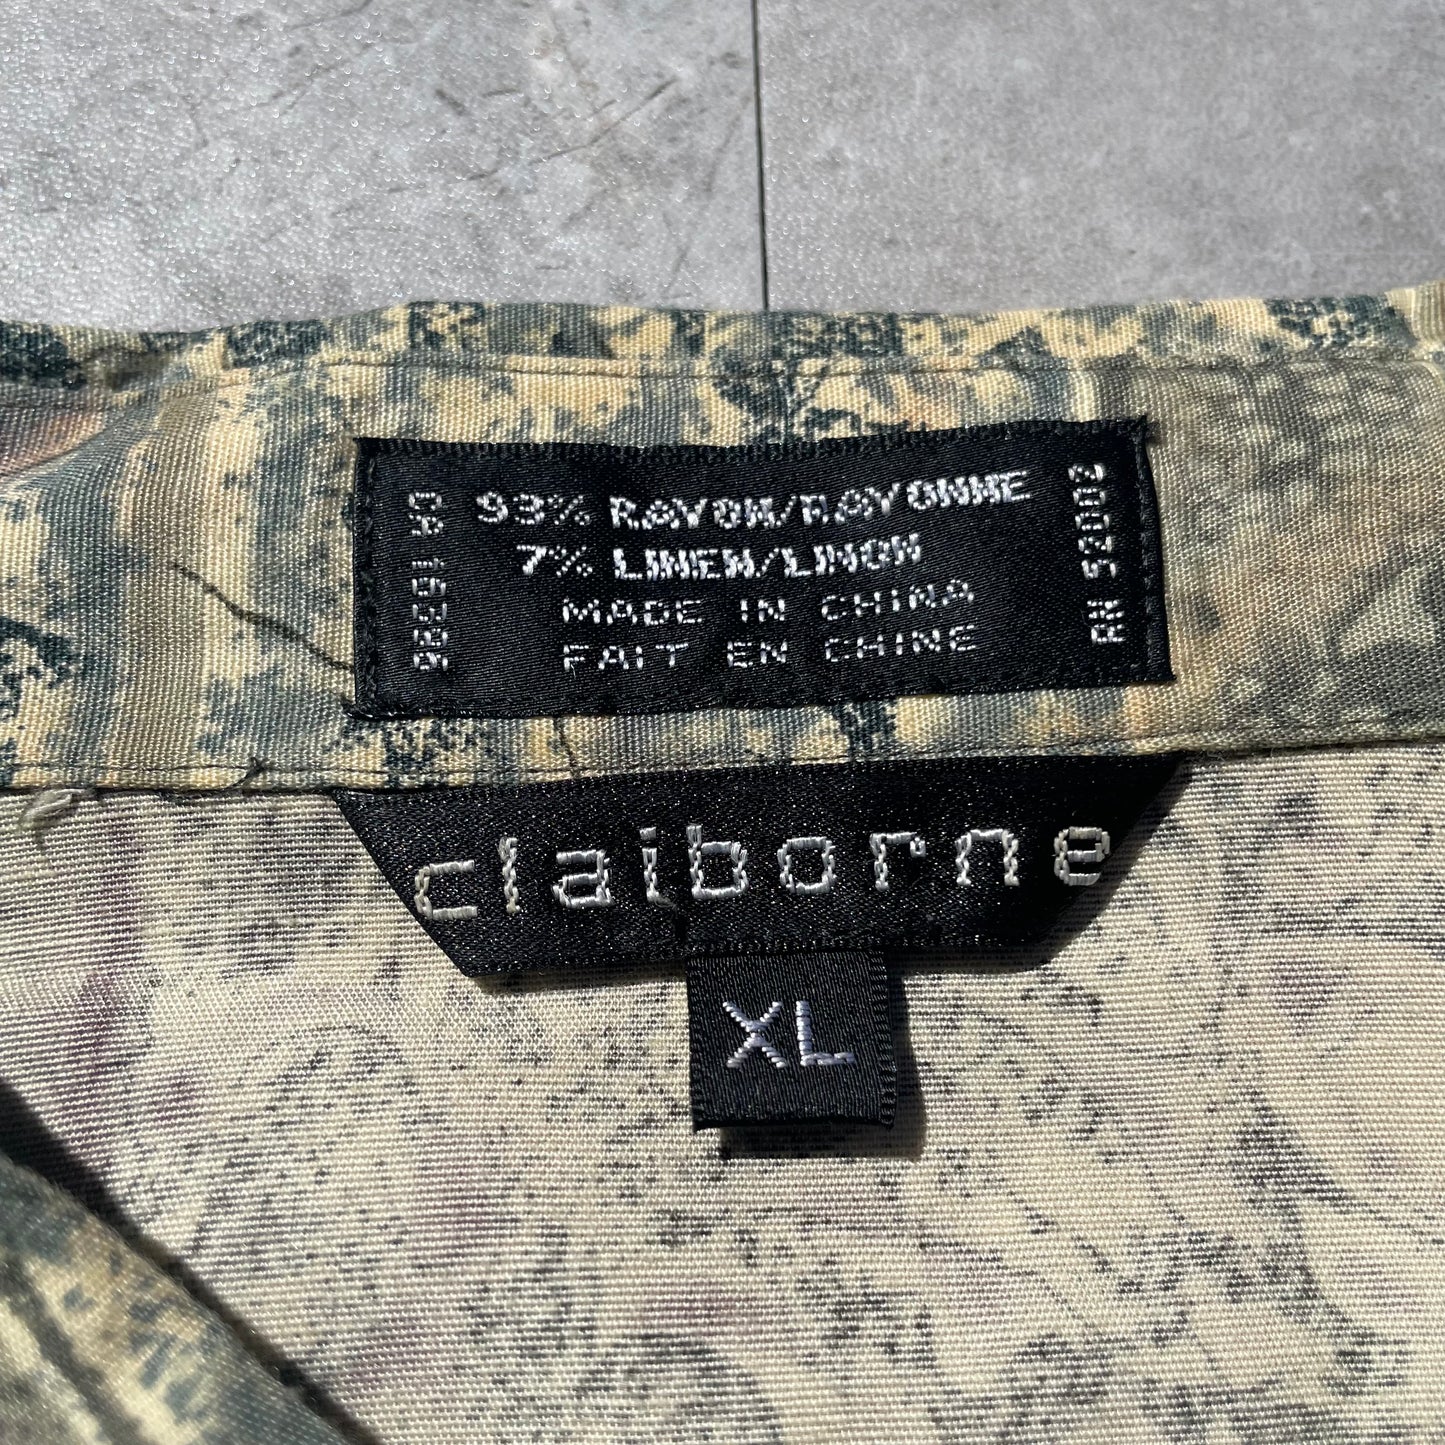 93% RAYON/RAYONNE
7% LINEN/LINON
MADE IN CHINA
FAIT EN CHINE
RN 52002
claiborne
XL